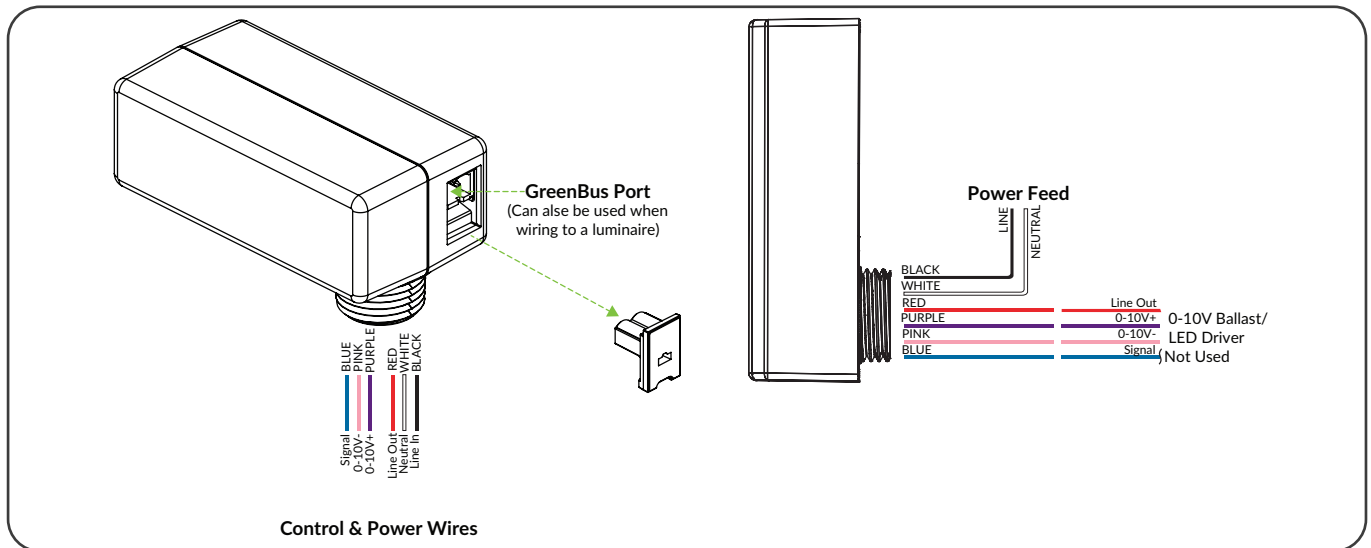 GreenBus Port
(Can alse be used when
wiring to a luminaire)
BLUE
PINK
PURPLE
RED
WHITE
BLACK
Signal
0-10V-
0-10V+
Line Out
Neutral
Line In
Control & Power Wires
Power Feed
LINE
NEUTRAL
BLACK
WHITE
RED
PURPLE
PINK
BLUE
Line Out
0-10V+
0-10V-
Signal
0-10V Ballast/
LED Driver
(Not Used